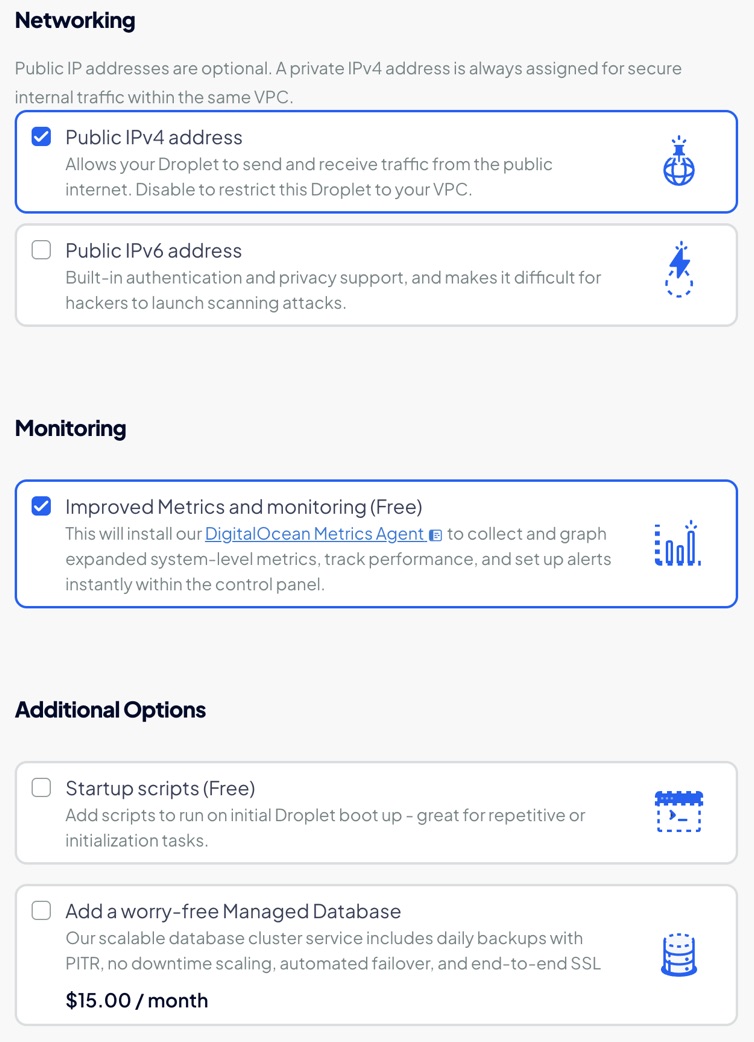 Networking
Public IP addresses are optional. A private IPv4 address is always assigned for secure
internal traffic within the same VPC.
Public IPv4 address
Allows your Droplet to send and receive traffic from the public
internet. Disable to restrict this Droplet to your VPC.
Public IPv6 address
Built-in authentication and privacy support, and makes it difficult for
hackers to launch scanning attacks.
Monitoring
Improved Metrics and monitoring (Free)
This will install our DigitalOcean Metrics Agent to collect and graph
expanded system-level metrics, track performance, and set up alerts
instantly within the control panel.
Additional Options
Startup scripts (Free)
Add scripts to run on initial Droplet boot up - great for repetitive or
initialization tasks.
Add a worry-free Managed Database
Our scalable database cluster service includes daily backups with
PITR, no downtime scaling, automated failover, and end-to-end SSL
$15.00 / month